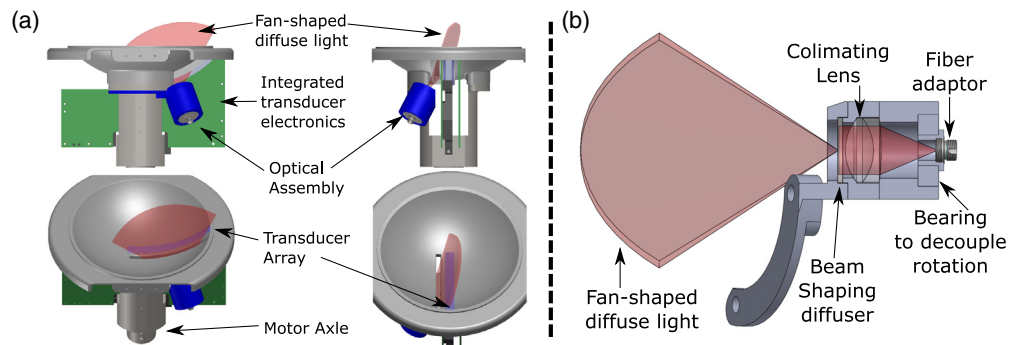 (a)
Fan-shaped
diffuse light
Integrated
transducer
electronics
Optical
Assembly
Transducer
Array
Motor Axle
(b)
Colimating
Lens
Fiber
adaptor
Fan-shaped
diffuse light
Beam
Shaping
diffuser
Bearing
to decouple
rotation